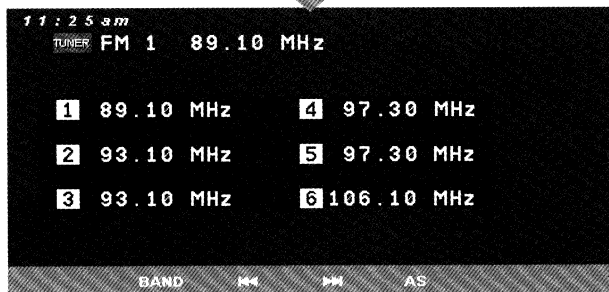 11:25am
TUNER FM 1 89.10 MHz
1 89.10 MHz 4 97.30 MHz
2 93.10 MHz 5 97.30 MHz
3 93.10 MHz 6 106.10 MHz
BAND ⏮ ⏭ AS